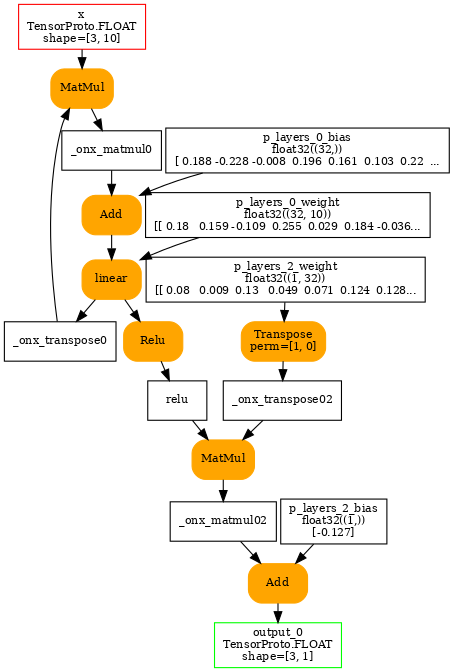 x
TensorProto.FLOAT
shape=[3, 10]
MatMul
_onx_matmul0
p_layers_0_bias
float32((32,))
[ 0.188 -0.228 -0.008  0.196  0.161  0.103  0.22  ...
Add
p_layers_0_weight
float32((32, 10))
[[ 0.18   0.159 -0.109  0.255  0.029  0.184 -0.036...
linear
p_layers_2_weight
float32((1, 32))
[[ 0.08   0.009  0.13   0.049  0.071  0.124  0.128...
_onx_transpose0
Relu
Transpose
perm=[1, 0]
relu
_onx_transpose02
MatMul
_onx_matmul02
p_layers_2_bias
float32((1,))
[-0.127]
Add
output_0
TensorProto.FLOAT
shape=[3, 1]